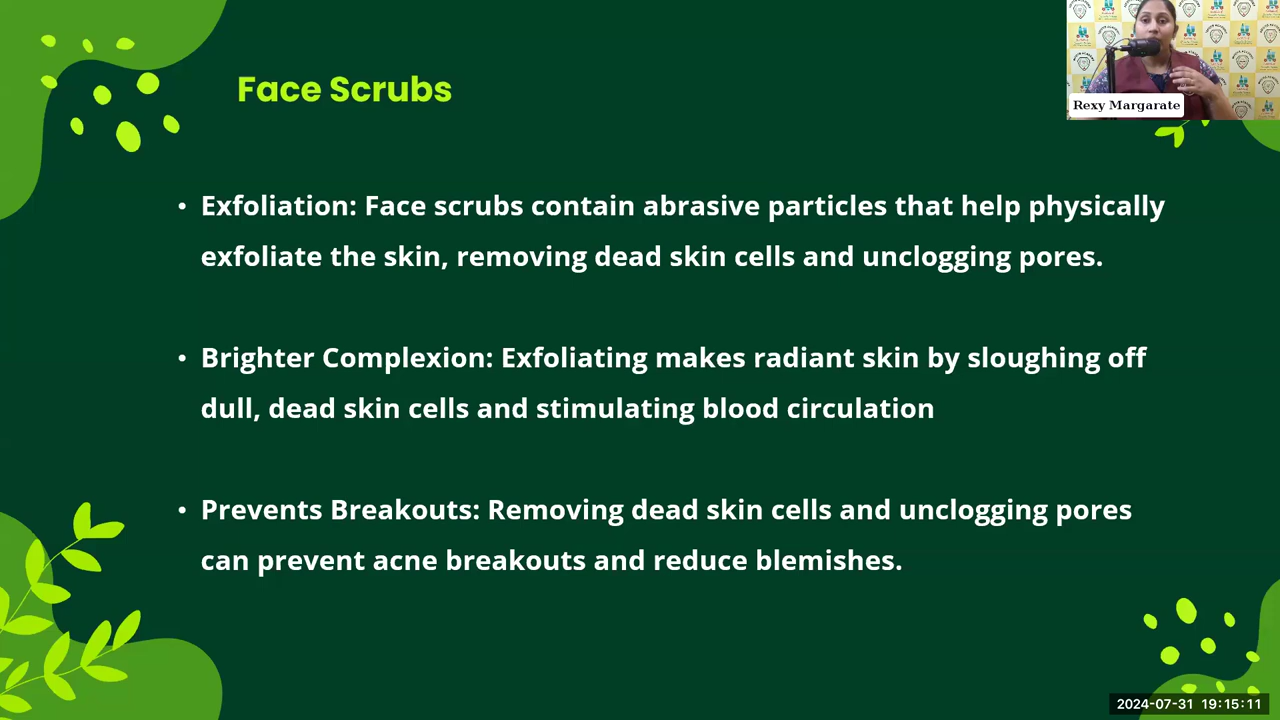 Face Scrubs
Rexy Margarate
• Exfoliation: Face scrubs contain abrasive particles that help physically
exfoliate the skin, removing dead skin cells and unclogging pores.
• Brighter Complexion: Exfoliating makes radiant skin by sloughing off
dull, dead skin cells and stimulating blood circulation
• Prevents Breakouts: Removing dead skin cells and unclogging pores
can prevent acne breakouts and reduce blemishes.
2024-07-31 19:15:11